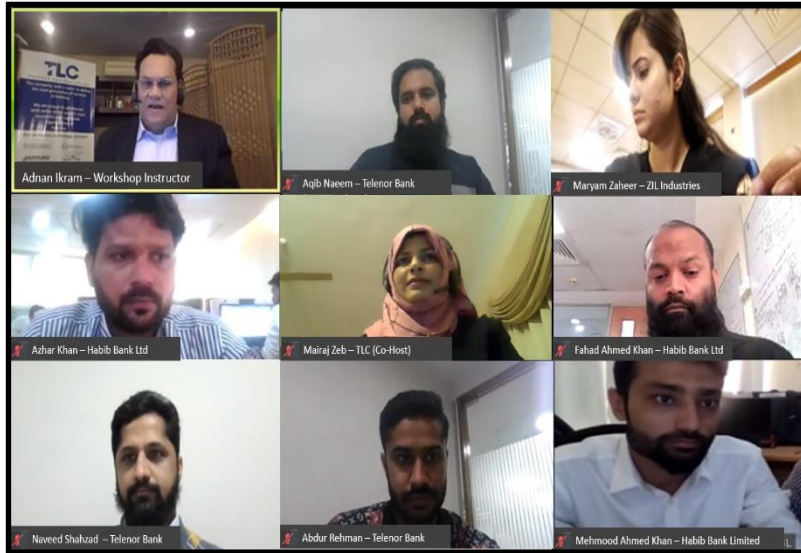 TLC
Adnan Ikram – Workshop Instructor
Aqib Naeem – Telenor Bank
Maryam Zaheer – ZIL Industries
Azhar Khan – Habib Bank Ltd
Mairaj Zeb – TLC (Co-Host)
Fahad Ahmed Khan – Habib Bank Ltd
Naveed Shahzad – Telenor Bank
Abdur Rehman – Telenor Bank
Mehmood Ahmed Khan – Habib Bank Limited